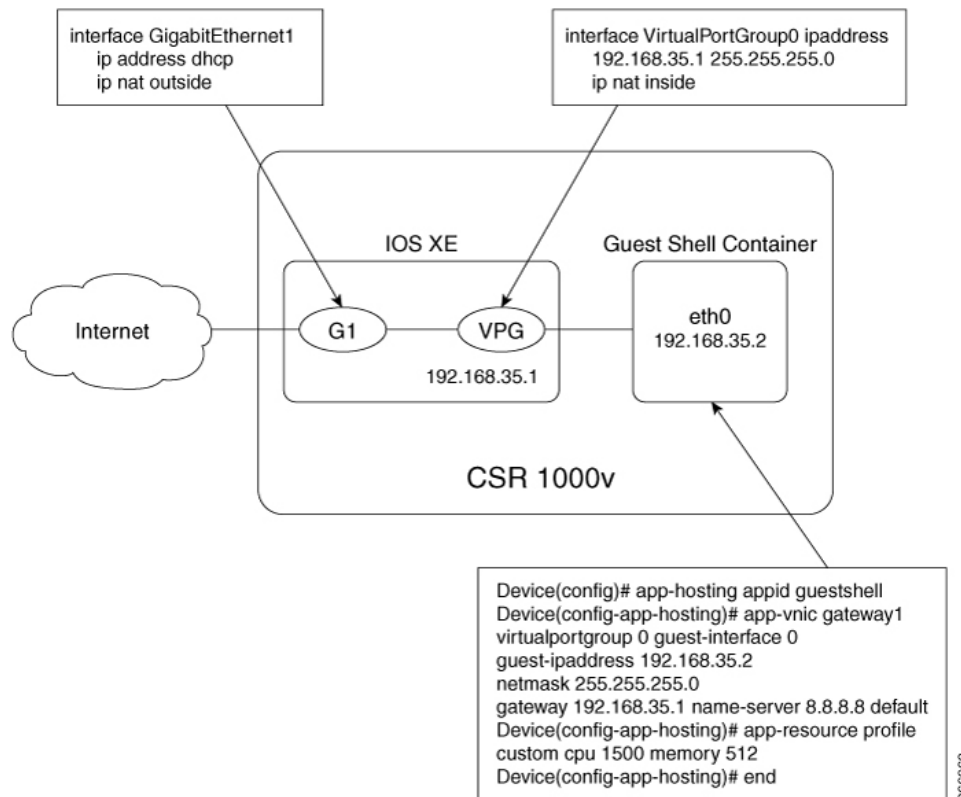 interface GigabitEthernet1
ip address dhcp
ip nat outside
interface VirtualPortGroup0 ipaddress
192.168.35.1 255.255.255.0
ip nat inside
IOS XE
Guest Shell Container
Internet
G1
VPG
192.168.35.1
eth0
192.168.35.2
CSR 1000v
Device(config)# app-hosting appid guestshell
Device(config-app-hosting)# app-vnic gateway1
virtualportgroup 0 guest-interface 0
guest-ipaddress 192.168.35.2
netmask 255.255.255.0
gateway 192.168.35.1 name-server 8.8.8.8 default
Device(config-app-hosting)# app-resource profile
custom cpu 1500 memory 512
Device(config-app-hosting)# end